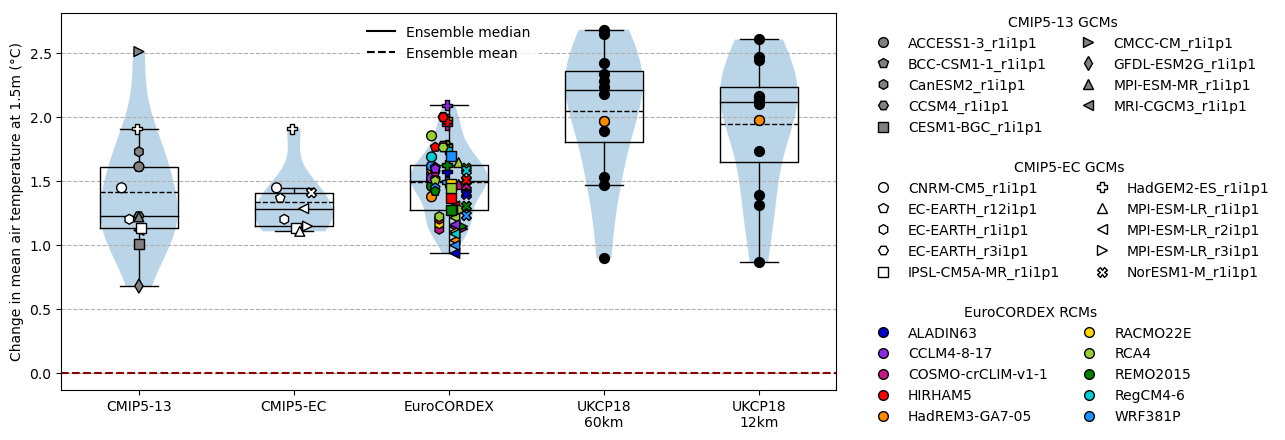 Change in mean air temperature at 1.5m (°C)
2.5
2.0
1.5
1.0
0.5
0.0
Ensemble median
Ensemble mean
CMIP5-13
CMIP5-EC
EuroCORDEX
UKCP18
60km
UKCP18
12km
CMIP5-13 GCMs
ACCESS1-3_r1i1p1
BCC-CSM1-1_r1i1p1
CanESM2_r1i1p1
CCSM4_r1i1p1
CESM1-BGC_r1i1p1
CMCC-CM_r1i1p1
GFDL-ESM2G_r1i1p1
MPI-ESM-MR_r1i1p1
MRI-CGCM3_r1i1p1
CMIP5-EC GCMs
CNRM-CM5_r1i1p1
EC-EARTH_r12i1p1
EC-EARTH_r1i1p1
EC-EARTH_r3i1p1
IPSL-CM5A-MR_r1i1p1
HadGEM2-ES_r1i1p1
MPI-ESM-LR_r1i1p1
MPI-ESM-LR_r2i1p1
MPI-ESM-LR_r3i1p1
NorESM1-M_r1i1p1
EuroCORDEX RCMs
ALADIN63
CCLM4-8-17
COSMO-crCLIM-v1-1
HIRHAM5
HadREM3-GA7-05
RACMO22E
RCA4
REMO2015
RegCM4-6
WRF381P